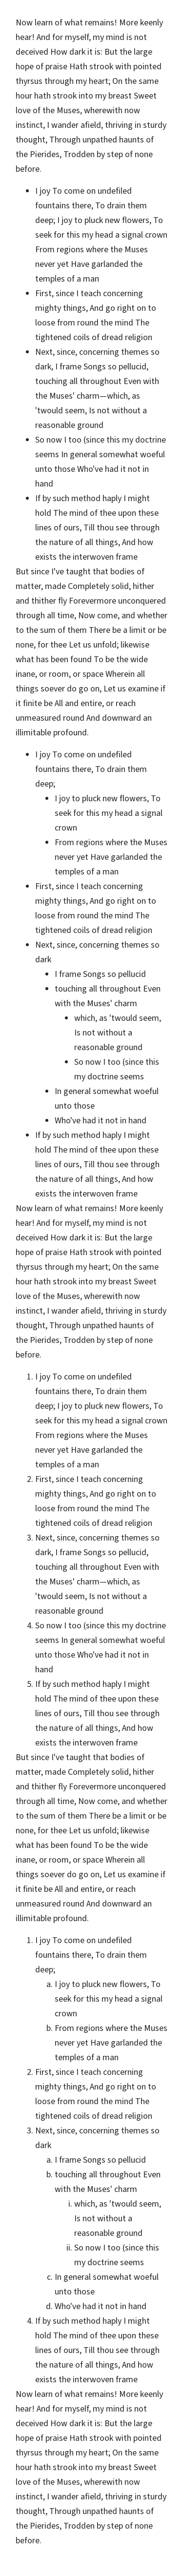 Now learn of what remains! More keenly
hear! And for myself, my mind is not
deceived How dark it is: But the large
hope of praise Hath strook with pointed
thyrsus through my heart; On the same
hour hath strook into my breast Sweet
love of the Muses, wherewith now
instinct, I wander afield, thriving in sturdy
thought, Through unpathed haunts of
the Pierides, Trodden by step of none
before.
• I joy To come on undefiled
fountains there, To drain them
deep; I joy to pluck new flowers, To
seek for this my head a signal crown
From regions where the Muses
never yet Have garlanded the
temples of a man
• First, since I teach concerning
mighty things, And go right on to
loose from round the mind The
tightened coils of dread religion
• Next, since, concerning themes so
dark, I frame Songs so pellucid,
touching all throughout Even with
the Muses' charm—which, as
'twould seem, Is not without a
reasonable ground
• So now I too (since this my doctrine
seems In general somewhat woeful
unto those Who've had it not in
hand
• If by such method haply I might
hold The mind of thee upon these
lines of ours, Till thou see through
the nature of all things, And how
exists the interwoven frame
But since I've taught that bodies of
matter, made Completely solid, hither
and thither fly Forevermore unconquered
through all time, Now come, and whether
to the sum of them There be a limit or be
none, for thee Let us unfold; likewise
what has been found To be the wide
inane, or room, or space Wherein all
things soever do go on, Let us examine if
it finite be All and entire, or reach
unmeasured round And downward an
illimitable profound.
• I joy To come on undefiled
fountains there, To drain them
deep;
• I joy to pluck new flowers, To
seek for this my head a signal
crown
• From regions where the Muses
never yet Have garlanded the
temples of a man
• First, since I teach concerning
mighty things, And go right on to
loose from round the mind The
tightened coils of dread religion
• Next, since, concerning themes so
dark
• I frame Songs so pellucid
• touching all throughout Even
with the Muses' charm
• which, as 'twould seem,
Is not without a
reasonable ground
• So now I too (since this
my doctrine seems
• In general somewhat woeful
unto those
• Who've had it not in hand
• If by such method haply I might
hold The mind of thee upon these
lines of ours, Till thou see through
the nature of all things, And how
exists the interwoven frame
Now learn of what remains! More keenly
hear! And for myself, my mind is not
deceived How dark it is: But the large
hope of praise Hath strook with pointed
thyrsus through my heart; On the same
hour hath strook into my breast Sweet
love of the Muses, wherewith now
instinct, I wander afield, thriving in sturdy
thought, Through unpathed haunts of
the Pierides, Trodden by step of none
before.
1. I joy To come on undefiled
fountains there, To drain them
deep; I joy to pluck new flowers, To
seek for this my head a signal crown
From regions where the Muses
never yet Have garlanded the
temples of a man
2. First, since I teach concerning
mighty things, And go right on to
loose from round the mind The
tightened coils of dread religion
3. Next, since, concerning themes so
dark, I frame Songs so pellucid,
touching all throughout Even with
the Muses' charm—which, as
'twould seem, Is not without a
reasonable ground
4. So now I too (since this my doctrine
seems In general somewhat woeful
unto those Who've had it not in
hand
5. If by such method haply I might
hold The mind of thee upon these
lines of ours, Till thou see through
the nature of all things, And how
exists the interwoven frame
But since I've taught that bodies of
matter, made Completely solid, hither
and thither fly Forevermore unconquered
through all time, Now come, and whether
to the sum of them There be a limit or be
none, for thee Let us unfold; likewise
what has been found To be the wide
inane, or room, or space Wherein all
things soever do go on, Let us examine if
it finite be All and entire, or reach
unmeasured round And downward an
illimitable profound.
1. I joy To come on undefiled
fountains there, To drain them
deep;
a. I joy to pluck new flowers, To
seek for this my head a signal
crown
b. From regions where the Muses
never yet Have garlanded the
temples of a man
2. First, since I teach concerning
mighty things, And go right on to
loose from round the mind The
tightened coils of dread religion
3. Next, since, concerning themes so
dark
a. I frame Songs so pellucid
b. touching all throughout Even
with the Muses' charm
i. which, as 'twould seem,
Is not without a
reasonable ground
ii. So now I too (since this
my doctrine seems
c. In general somewhat woeful
unto those
d. Who've had it not in hand
4. If by such method haply I might
hold The mind of thee upon these
lines of ours, Till thou see through
the nature of all things, And how
exists the interwoven frame
Now learn of what remains! More keenly
hear! And for myself, my mind is not
deceived How dark it is: But the large
hope of praise Hath strook with pointed
thyrsus through my heart; On the same
hour hath strook into my breast Sweet
love of the Muses, wherewith now
instinct, I wander afield, thriving in sturdy
thought, Through unpathed haunts of
the Pierides, Trodden by step of none
before.